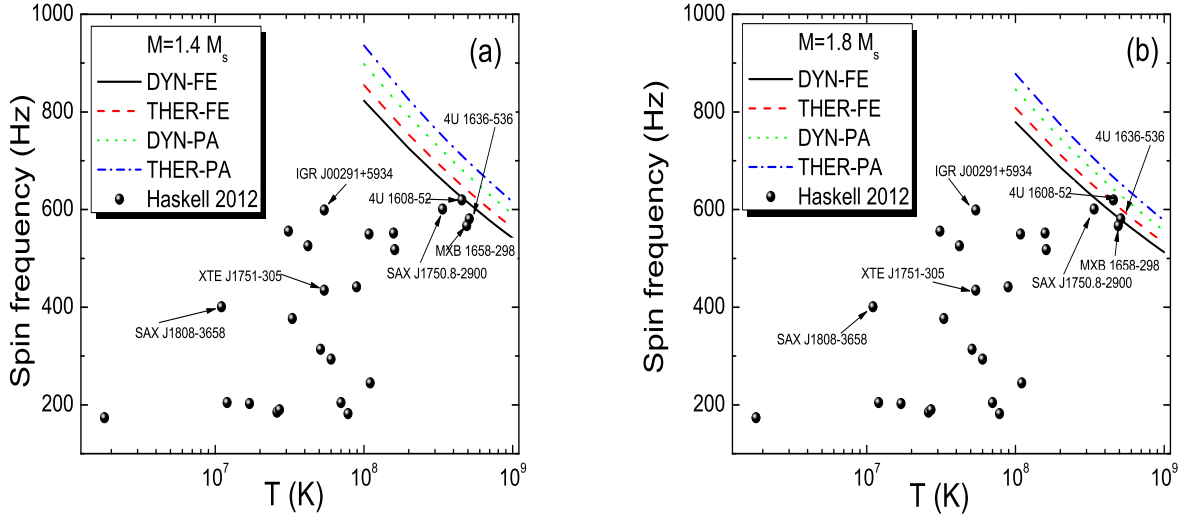 M=1.4 Ms
DYN-FE
THER-FE
DYN-PA
THER-PA
Haskell 2012
(a)
4U 1636-536
IGR J00291+5934
4U 1608-52
MXB 1658-298
SAX J1750.8-2900
XTE J1751-305
SAX J1808-3658
1000
800
600
400
200
Spin frequency (Hz)
10^7
10^8
10^9
T (K)
M=1.8 Ms
DYN-FE
THER-FE
DYN-PA
THER-PA
Haskell 2012
(b)
4U 1636-536
IGR J00291+5934
4U 1608-52
MXB 1658-298
SAX J1750.8-2900
XTE J1751-305
SAX J1808-3658
1000
800
600
400
200
Spin frequency (Hz)
10^7
10^8
10^9
T (K)